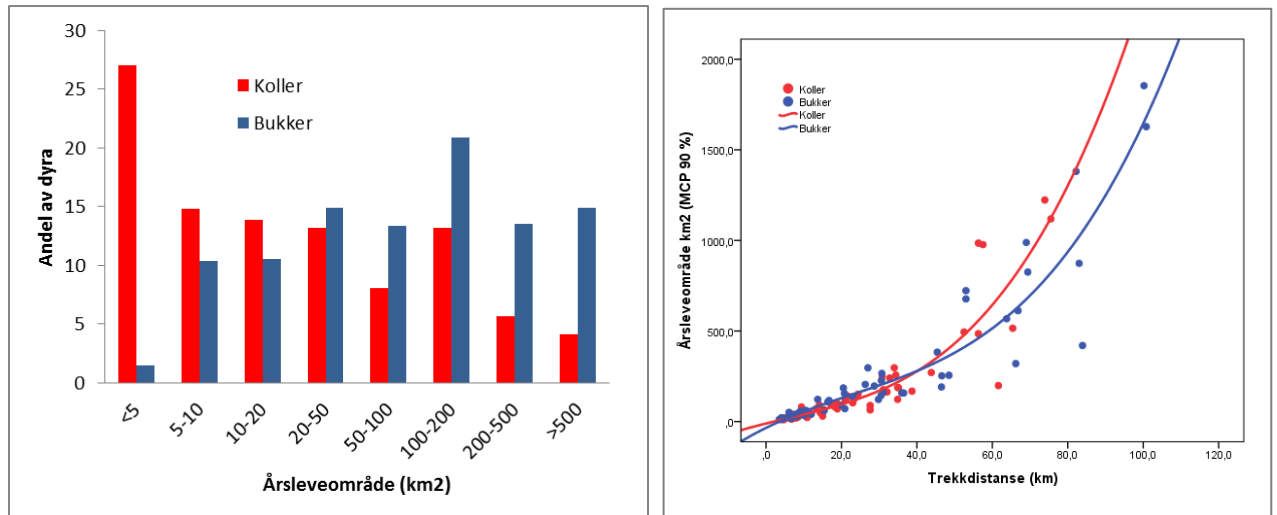 30
25
20
15
10
5
0
Andel av dyra
Koller
Bukker
<5
5-10
10-20
20-50
50-100
100-200
200-500
>500
Årsleveområde (km2)
2000,0
1500,0
1000,0
500,0
,0
Årsleveområde km2 (MCP 90 %)
Koller
Bukker
Koller
Bukker
,0 20,0 40,0 60,0 80,0 100,0 120,0
Trekkdistanse (km)